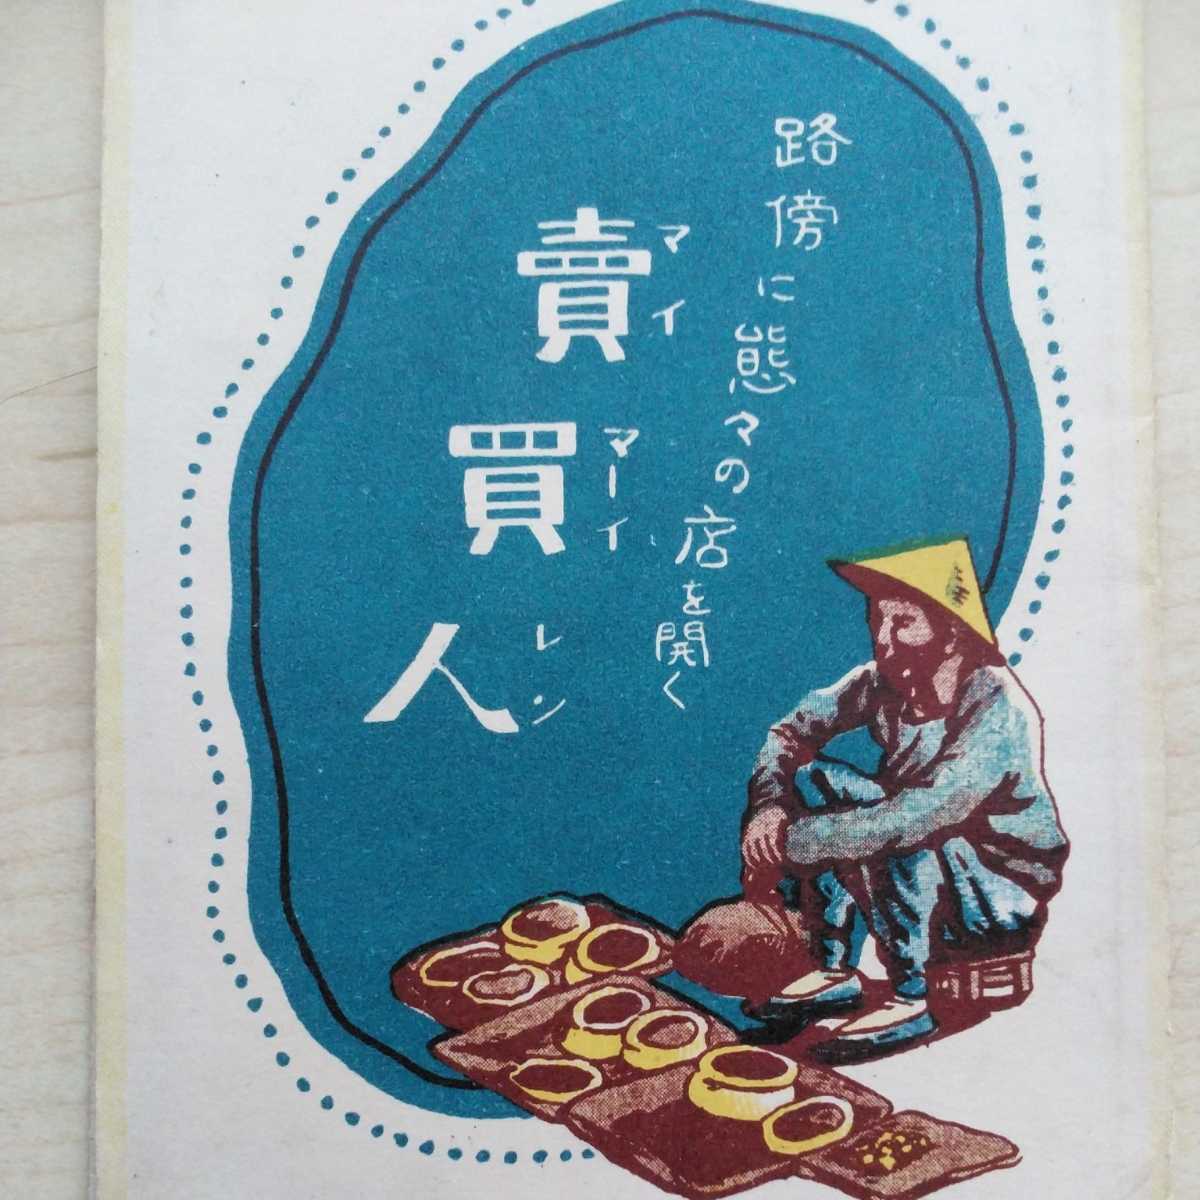 路傍に態々の店を開く
賣買人
マイマーイレン